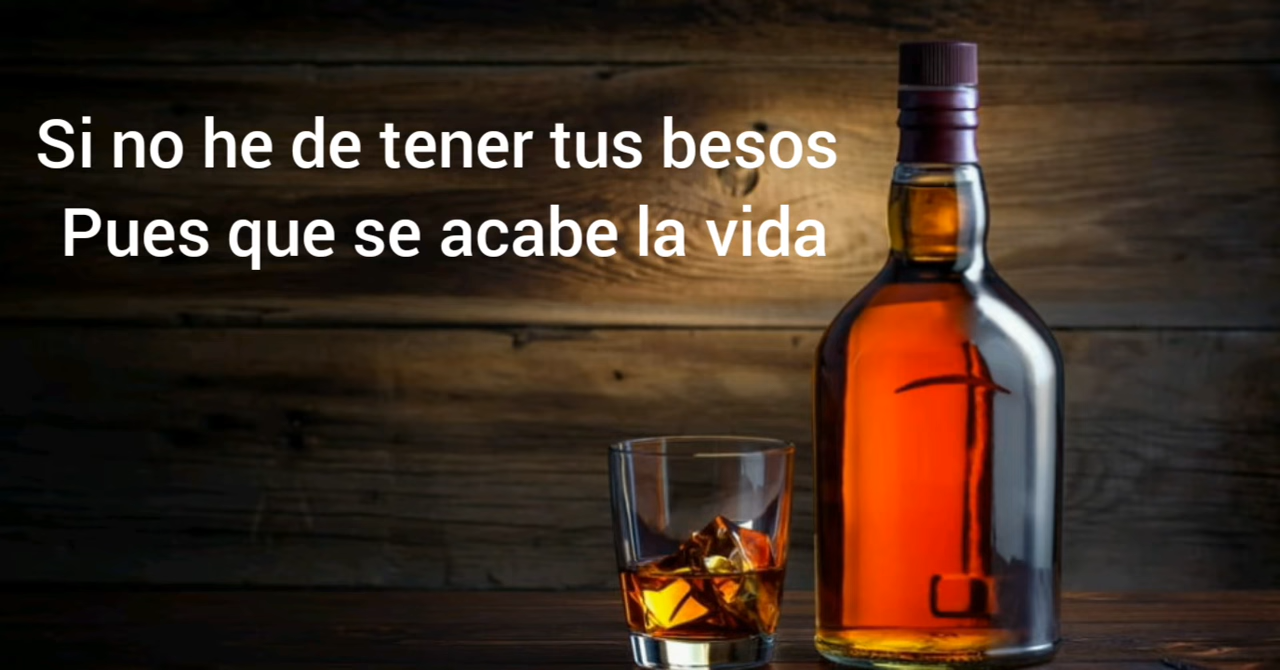 Si no he de tener tus besos
Pues que se acabe la vida